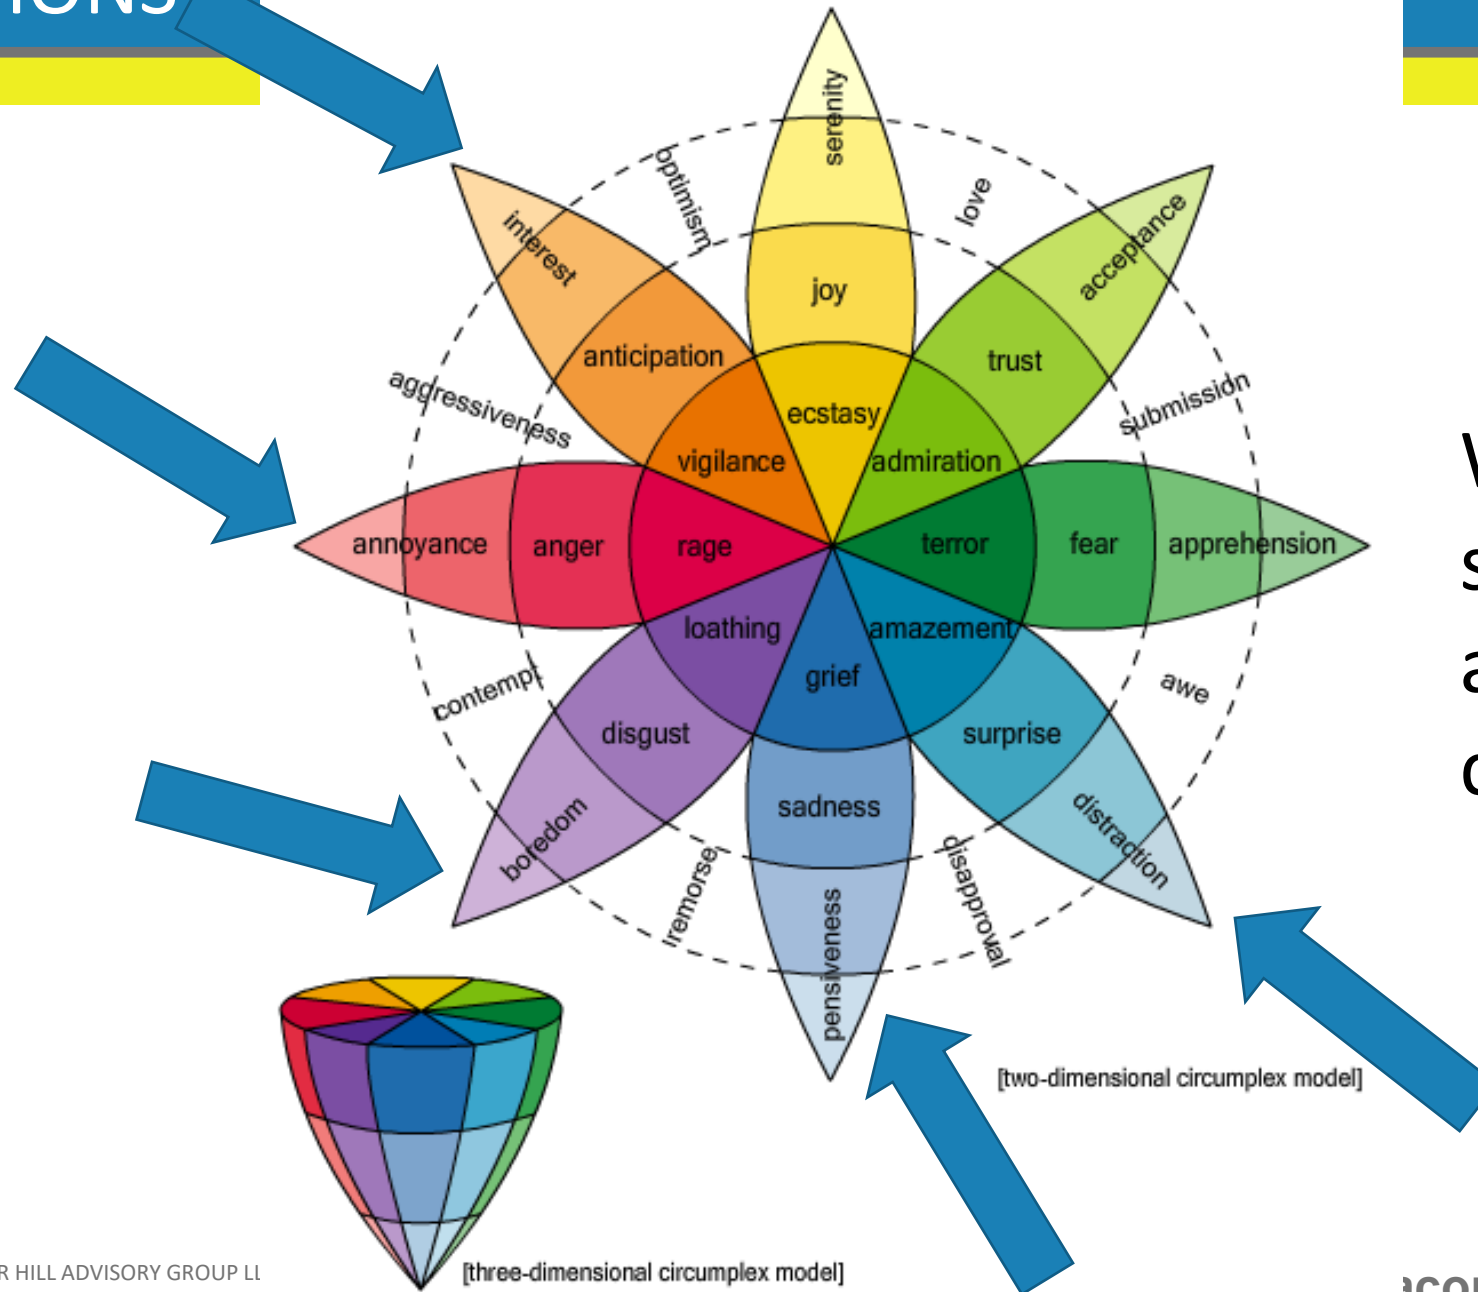 IONS
serenity
optimism
love
interest
acceptance
joy
anticipation
trust
aggressiveness
submission
ecstasy
vigilance
admiration
annoyance
anger
rage
terror
fear
apprehension
loathing
amazement
grief
contempt
awe
disgust
surprise
sadness
boredom
distraction
remorse
disapproval
pensiveness
[two-dimensional circumplex model]
[three-dimensional circumplex model]
R HILL ADVISORY GROUP LL